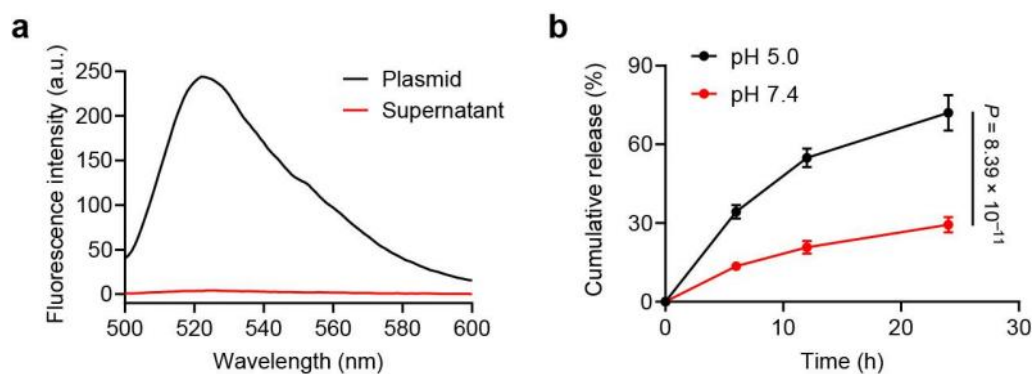 a
Fluorescence intensity (a.u.)
250
200
150
100
50
0
500
520
540
560
580
600
Wavelength (nm)
Plasmid
Supernatant
b
Cumulative release (%)
90
60
30
0
0
10
20
30
Time (h)
pH 5.0
pH 7.4
P = 8.39 × 10⁻¹¹